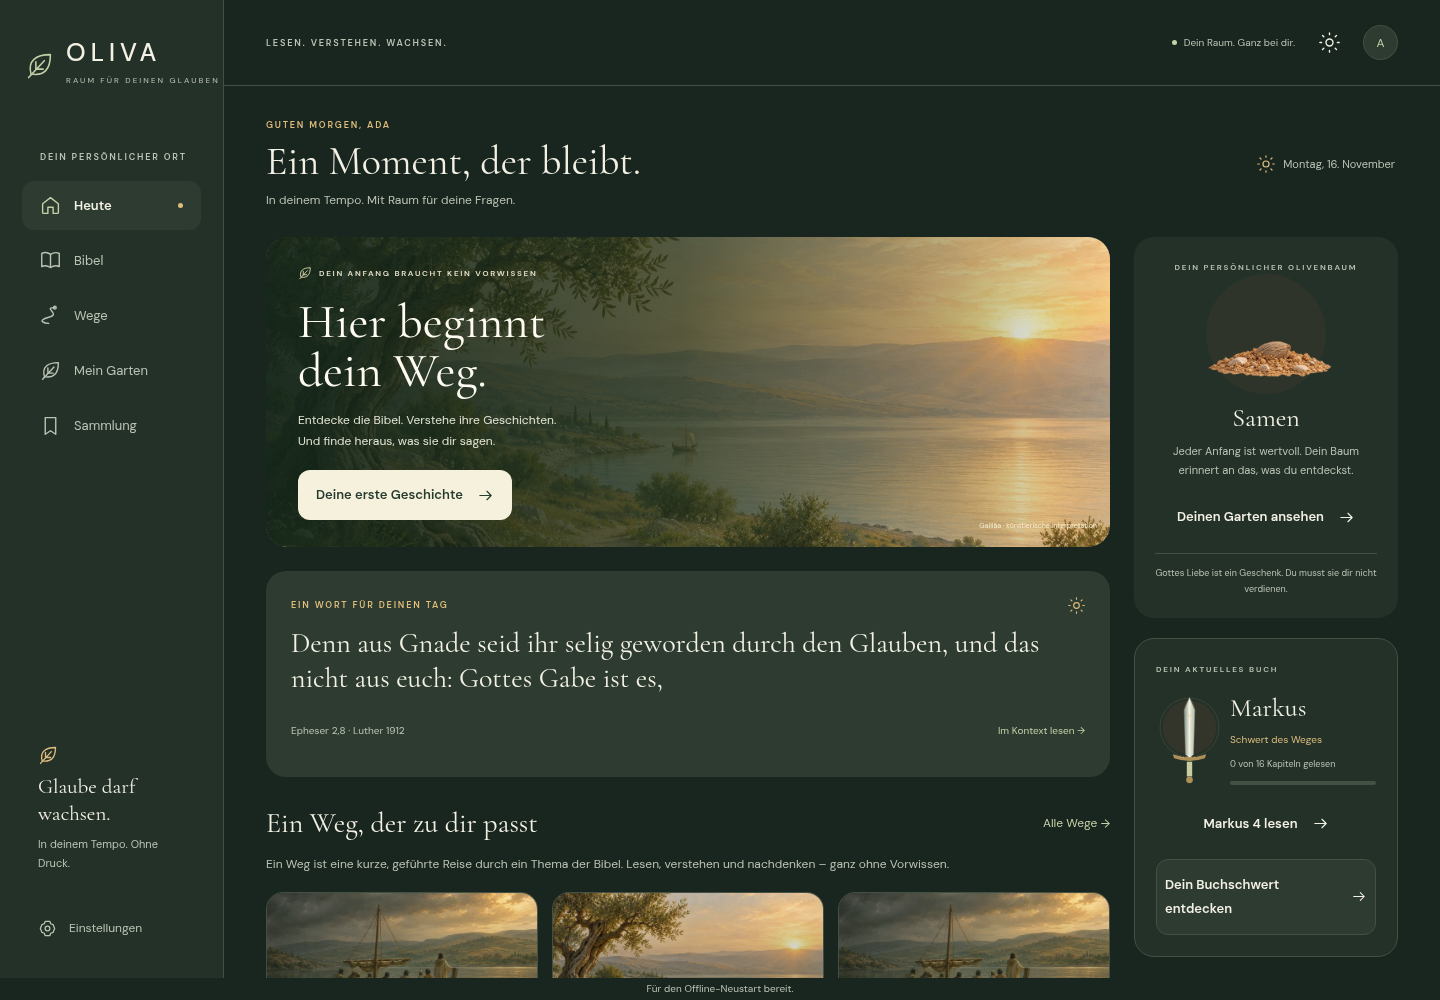 OLIVA
RAUM FÜR DEINEN GLAUBEN
DEIN PERSÖNLICHER ORT
Heute
Bibel
Wege
Mein Garten
Sammlung
Glaube darf
wachsen.
In deinem Tempo. Ohne
Druck.
Einstellungen
LESEN. VERSTEHEN. WACHSEN.
Dein Raum. Ganz bei dir.
A
GUTEN MORGEN, ADA
Ein Moment, der bleibt.
In deinem Tempo. Mit Raum für deine Fragen.
Montag, 16. November
DEIN ANFANG BRAUCHT KEIN VORWISSEN
Hier beginnt
dein Weg.
Entdecke die Bibel. Verstehe ihre Geschichten.
Und finde heraus, was sie dir sagen.
Deine erste Geschichte →
Galiläa · künstlerische Interpretation
EIN WORT FÜR DEINEN TAG
Denn aus Gnade seid ihr selig geworden durch den Glauben, und das
nicht aus euch: Gottes Gabe ist es,
Epheser 2,8 · Luther 1912
Im Kontext lesen →
Ein Weg, der zu dir passt
Alle Wege →
Ein Weg ist eine kurze, geführte Reise durch ein Thema der Bibel. Lesen, verstehen und nachdenken – ganz ohne Vorwissen.
DEIN PERSÖNLICHER OLIVENBAUM
Samen
Jeder Anfang ist wertvoll. Dein Baum
erinnert an das, was du entdeckst.
Deinen Garten ansehen →
Gottes Liebe ist ein Geschenk. Du musst sie dir nicht
verdienen.
DEIN AKTUELLES BUCH
Markus
Schwert des Weges
0 von 16 Kapiteln gelesen
Markus 4 lesen →
Dein Buchschwert
entdecken →
Für den Offline-Neustart bereit.